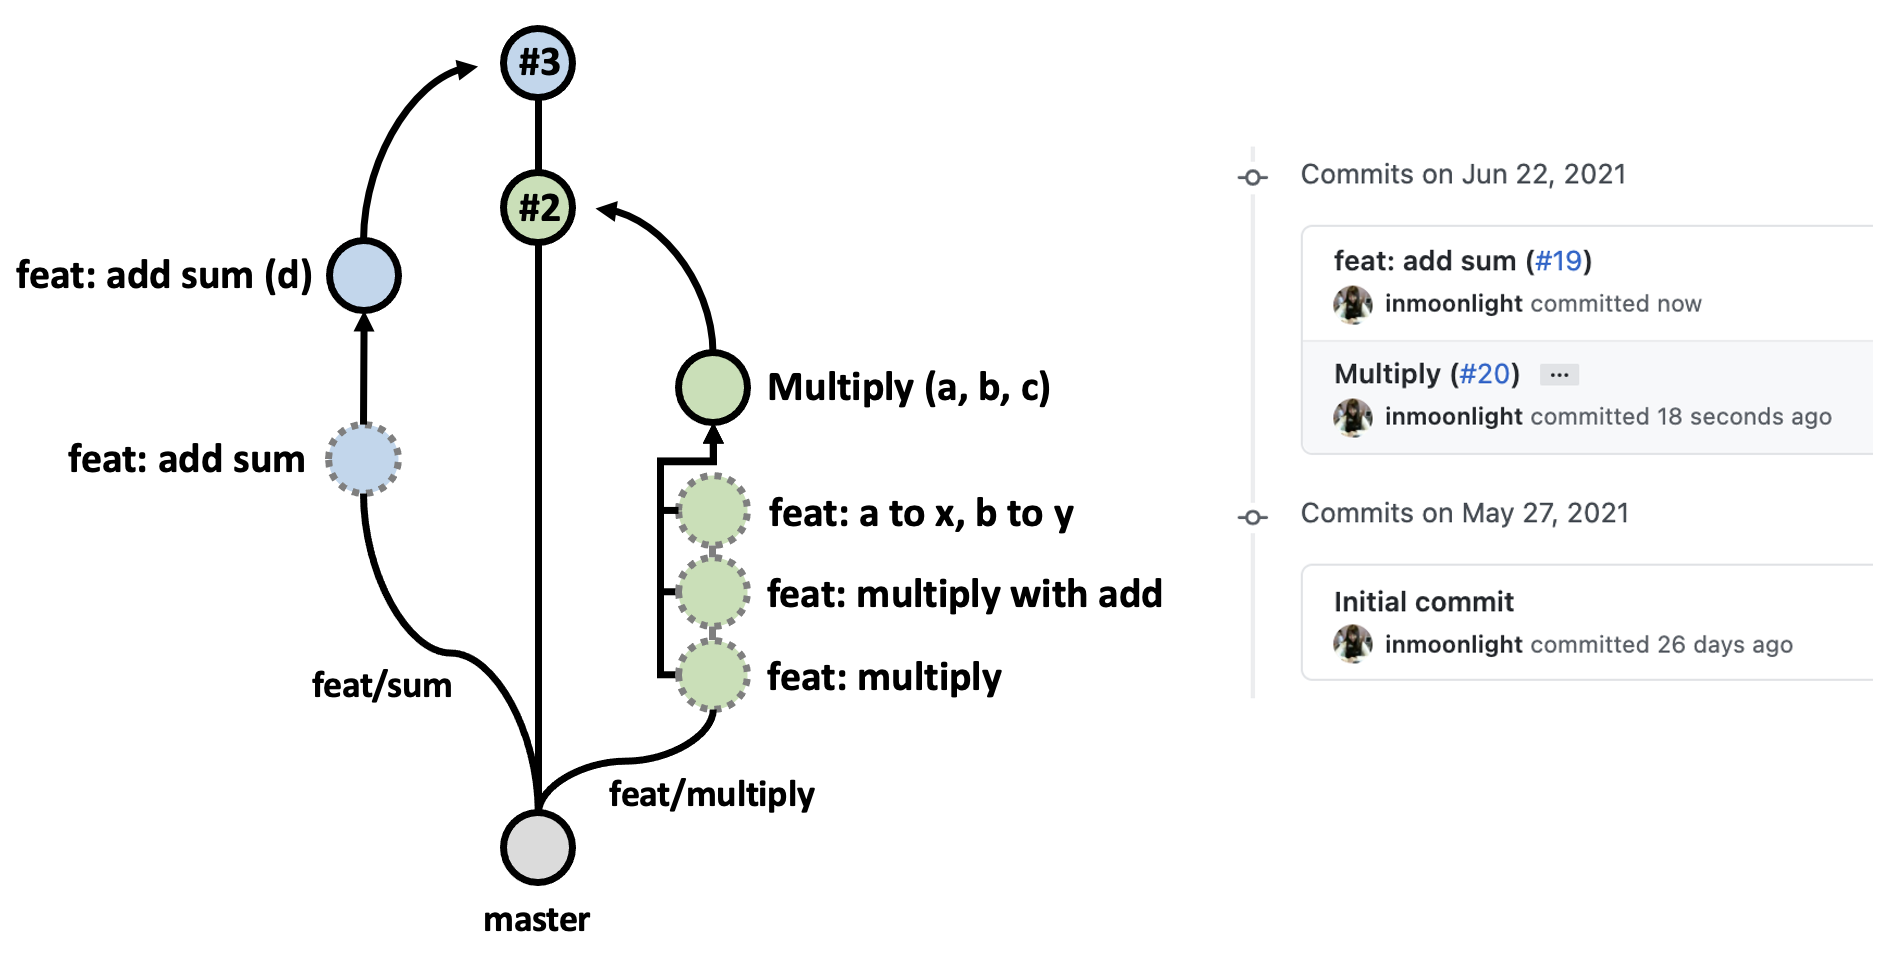 #3
#2
feat: add sum (d)
Multiply (a, b, c)
feat: add sum
feat: a to x, b to y
feat: multiply with add
feat: multiply
feat/sum
feat/multiply
master
Commits on Jun 22, 2021
feat: add sum (#19)
inmoonlight committed now
Multiply (#20) ...
inmoonlight committed 18 seconds ago
Commits on May 27, 2021
Initial commit
inmoonlight committed 26 days ago